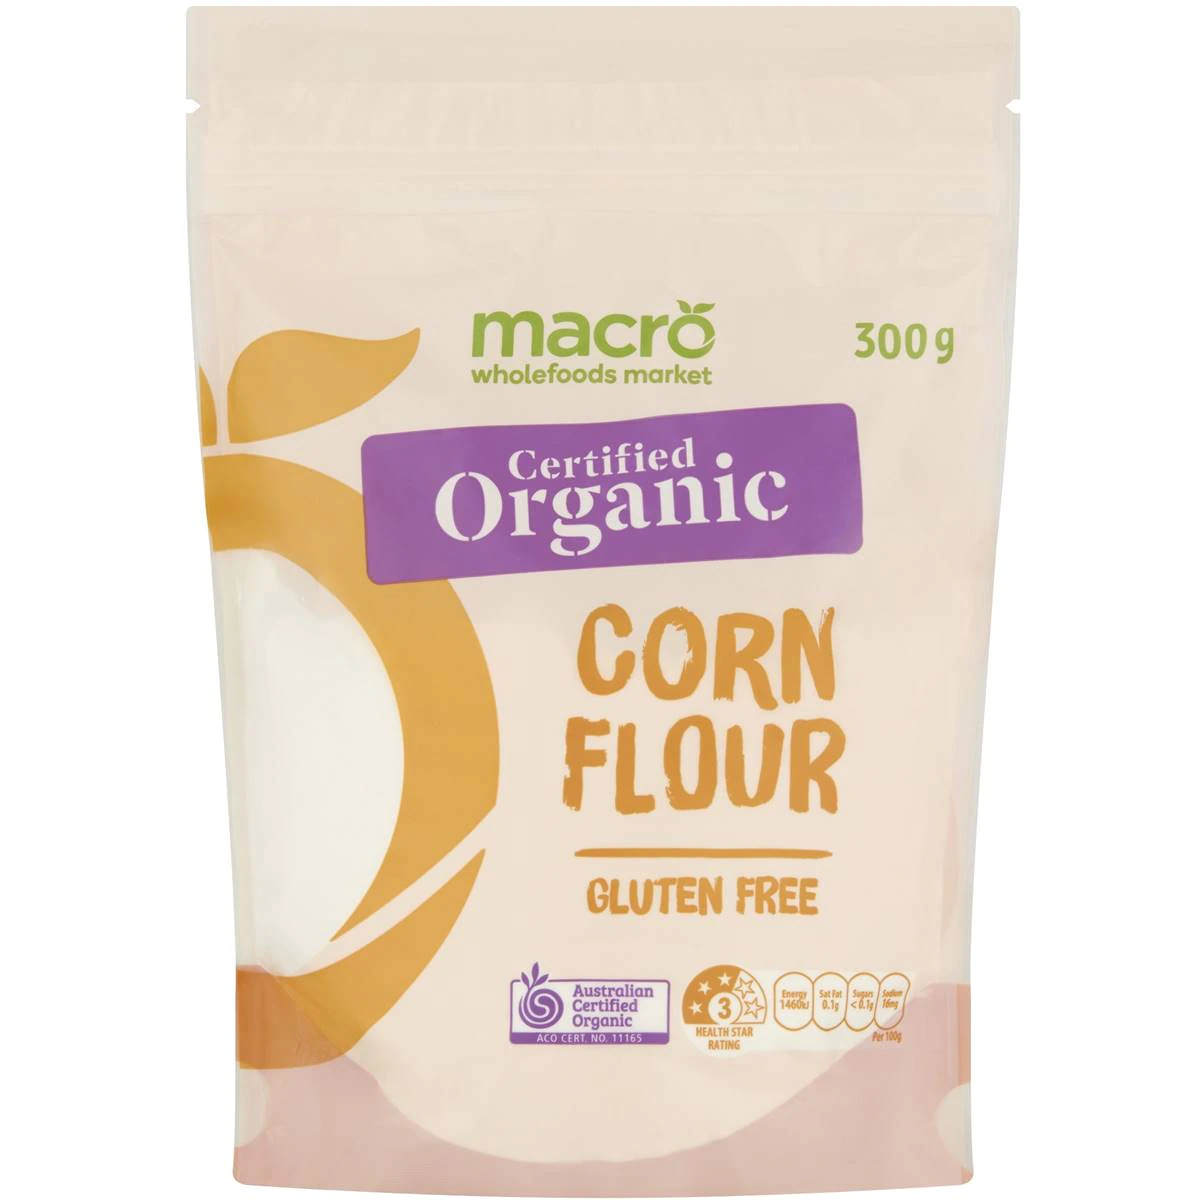 macro
wholefoods market
300 g
Certified
Organic
CORN
FLOUR
GLUTEN FREE
Australian
Certified
Organic
ACO CERT. NO. 11165
3
HEALTH STAR
RATING
Energy
1460kJ
Sat Fat
0.1g
Sugars
<0.1g
Sodium
16mg
Per 100g